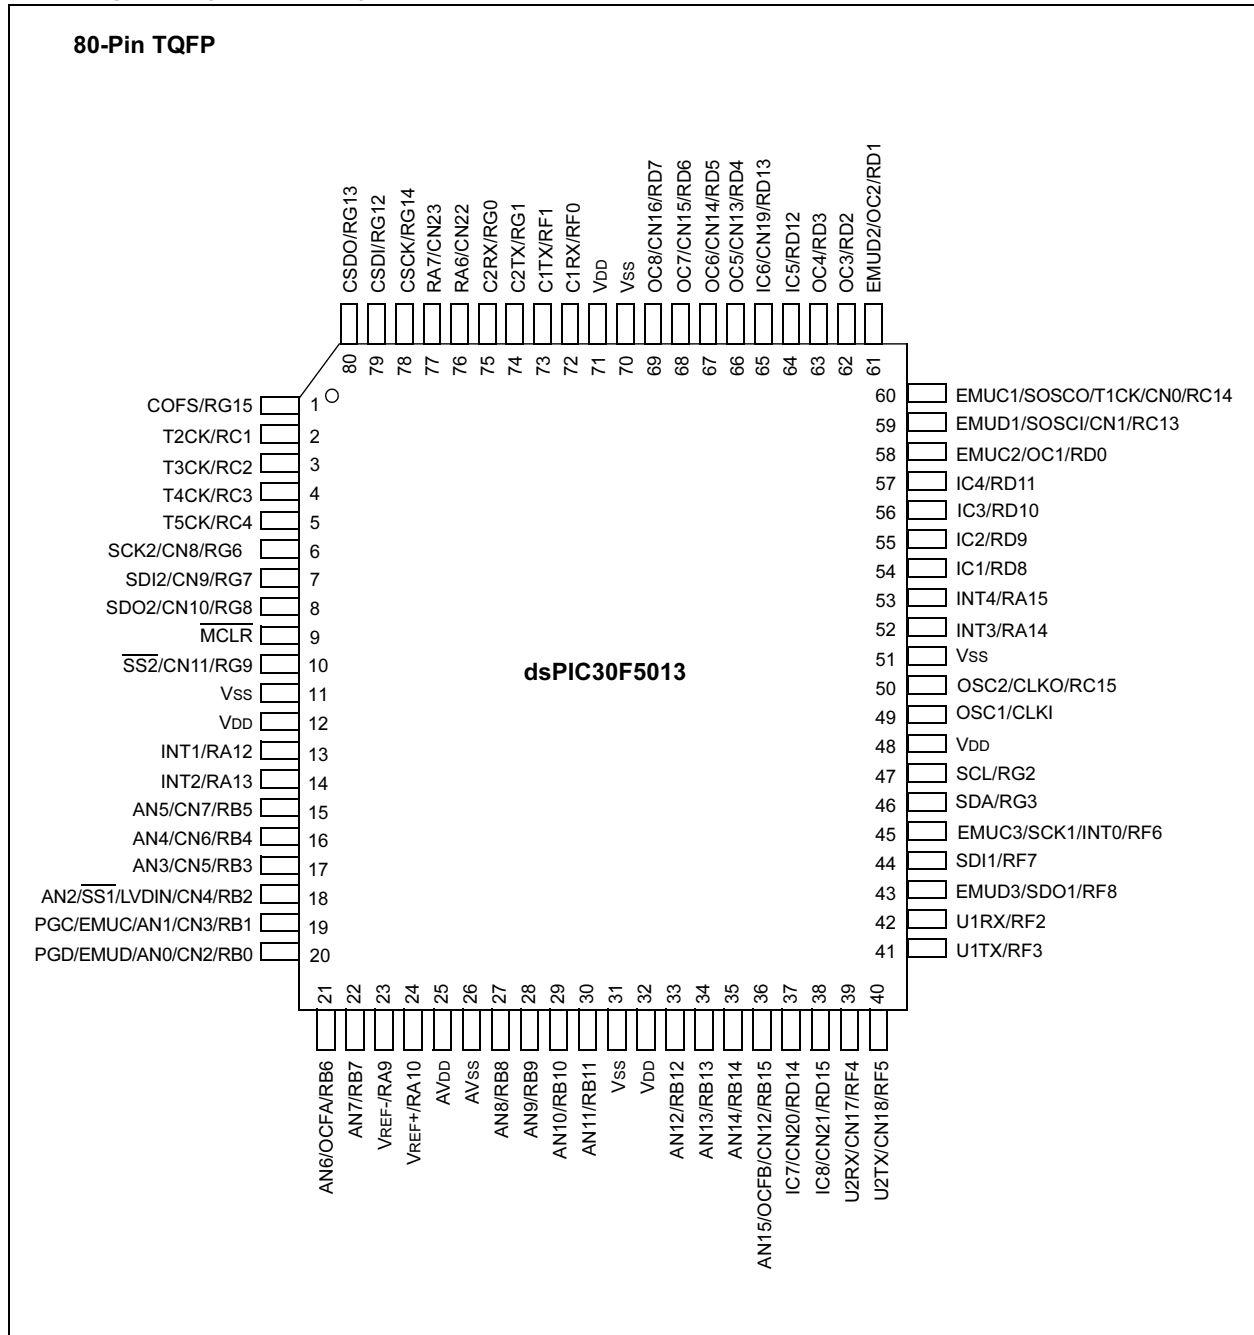 80-Pin TQFP
CSDO/RG13
CSDI/RG12
CSCK/RG14
RA7/CN23
RA6/CN22
C2RX/RG0
C2TX/RG1
C1TX/RF1
C1RX/RF0
VDD
VSS
OC8/CN16/RD7
OC7/CN15/RD6
OC6/CN14/RD5
OC5/CN13/RD4
IC6/CN19/RD13
IC5/RD12
OC4/RD3
OC3/RD2
EMUD2/OC2/RD1
80 79 78 77 76 75 74 73 72 71 70 69 68 67 66 65 64 63 62 61
COFS/RG15 1
T2CK/RC1 2
T3CK/RC2 3
T4CK/RC3 4
T5CK/RC4 5
SCK2/CN8/RG6 6
SDI2/CN9/RG7 7
SDO2/CN10/RG8 8
MCLR 9
SS2/CN11/RG9 10
VSS 11
VDD 12
INT1/RA12 13
INT2/RA13 14
AN5/CN7/RB5 15
AN4/CN6/RB4 16
AN3/CN5/RB3 17
AN2/SS1/LVDIN/CN4/RB2 18
PGC/EMUC/AN1/CN3/RB1 19
PGD/EMUD/AN0/CN2/RB0 20
dsPIC30F5013
60 EMUC1/SOSCO/T1CK/CN0/RC14
59 EMUD1/SOSCI/CN1/RC13
58 EMUC2/OC1/RD0
57 IC4/RD11
56 IC3/RD10
55 IC2/RD9
54 IC1/RD8
53 INT4/RA15
52 INT3/RA14
51 VSS
50 OSC2/CLKO/RC15
49 OSC1/CLKI
48 VDD
47 SCL/RG2
46 SDA/RG3
45 EMUC3/SCK1/INT0/RF6
44 SDI1/RF7
43 EMUD3/SDO1/RF8
42 U1RX/RF2
41 U1TX/RF3
21 22 23 24 25 26 27 28 29 30 31 32 33 34 35 36 37 38 39 40
AN6/OCFA/RB6
AN7/RB7
VREF-/RA9
VREF+/RA10
AVDD
AVSS
AN8/RB8
AN9/RB9
AN10/RB10
AN11/RB11
VSS
VDD
AN12/RB12
AN13/RB13
AN14/RB14
AN15/OCFB/CN12/RB15
IC7/CN20/RD14
IC8/CN21/RD15
U2RX/CN17/RF4
U2TX/CN18/RF5